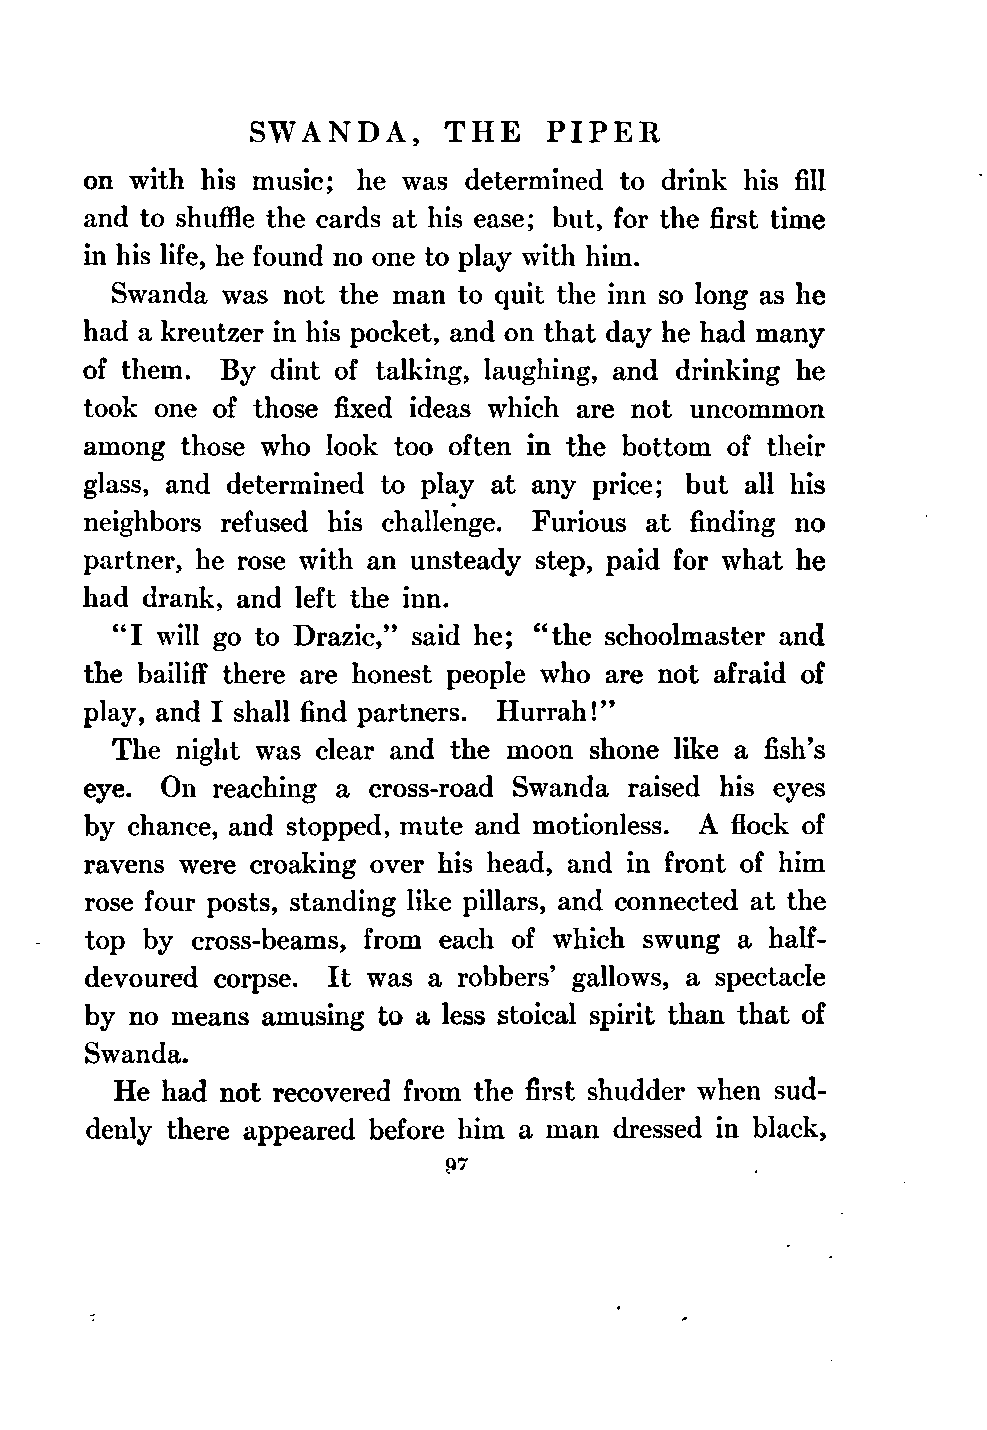 SWANDA, THE PIPER
on with his music; he was determined to drink his fill
and to shuffle the cards at his ease; but, for the first time
in his life, he found no one to play with him.
Swanda was not the man to quit the inn so long as he
had a kreutzer in his pocket, and on that day he had many
of them. By dint of talking, laughing, and drinking he
took one of those fixed ideas which are not uncommon
among those who look too often in the bottom of their
glass, and determined to play at any price; but all his
neighbors refused his challenge. Furious at finding no
partner, he rose with an unsteady step, paid for what he
had drank, and left the inn.
“I will go to Drazic,” said he; “the schoolmaster and
the bailiff there are honest people who are not afraid of
play, and I shall find partners. Hurrah!”
The night was clear and the moon shone like a fish’s
eye. On reaching a cross-road Swanda raised his eyes
by chance, and stopped, mute and motionless. A flock of
ravens were croaking over his head, and in front of him
rose four posts, standing like pillars, and connected at the
top by cross-beams, from each of which swung a half-
devoured corpse. It was a robbers’ gallows, a spectacle
by no means amusing to a less stoical spirit than that of
Swanda.
He had not recovered from the first shudder when sud-
denly there appeared before him a man dressed in black,
97